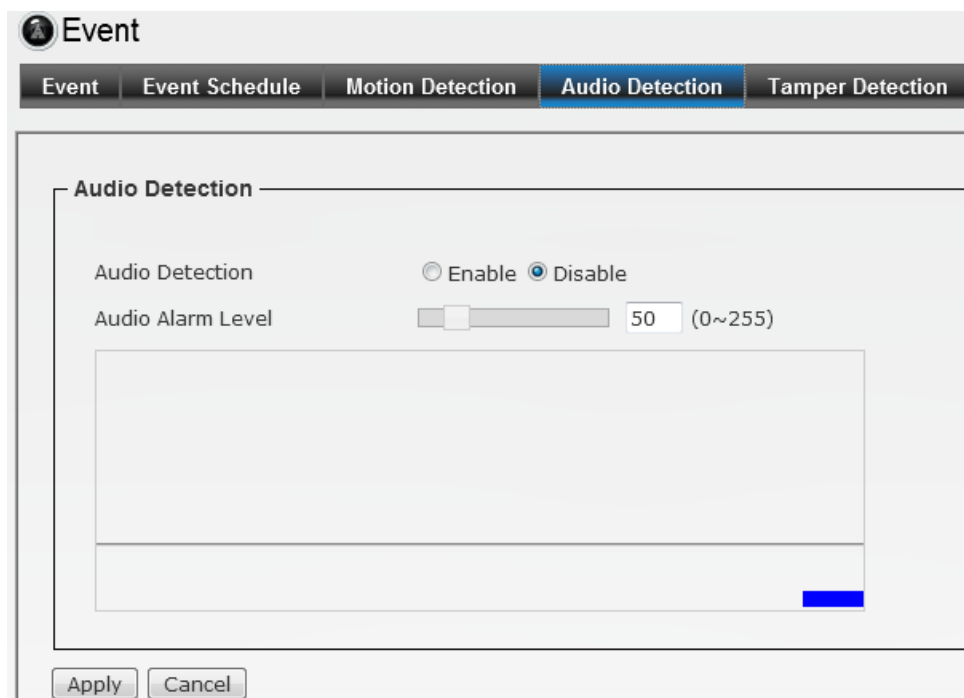 Event
Event Event Schedule Motion Detection Audio Detection Tamper Detection
Audio Detection
Audio Detection Enable Disable
Audio Alarm Level 50 (0~255)
Apply Cancel